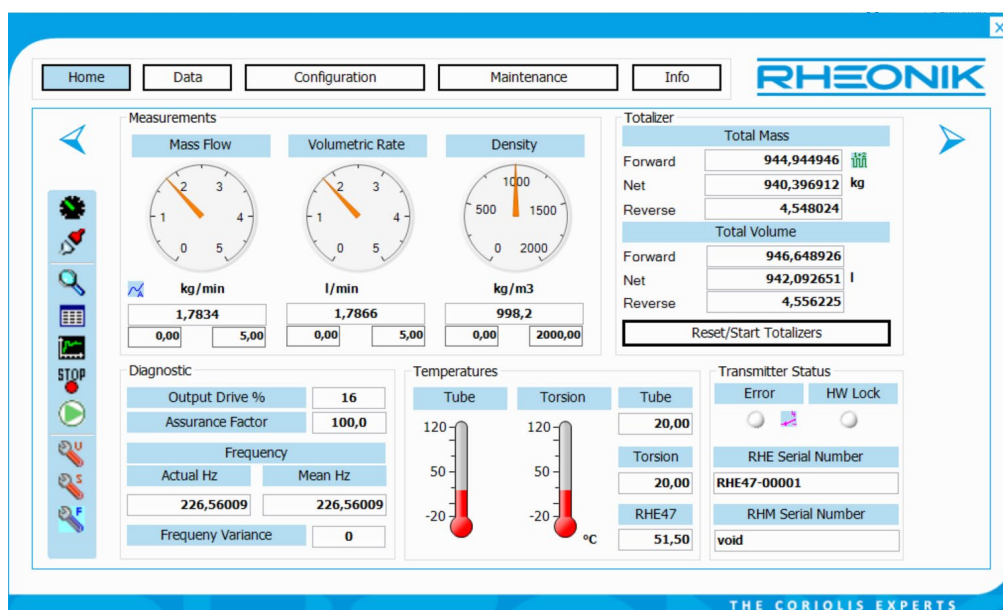 Home Data Configuration Maintenance Info
RHEONIK
Measurements
Mass Flow Volumetric Rate Density
0 1 2 3 4 5
0 1 2 3 4 5
0 500 1000 1500 2000
kg/min l/min kg/m3
1,7834 1,7866 998,2
0,00 5,00 0,00 5,00 0,00 2000,00
Totalizer
Total Mass
Forward 944,944946
Net 940,396912 kg
Reverse 4,548024
Total Volume
Forward 946,648926
Net 942,092651 l
Reverse 4,556225
Reset/Start Totalizers
STOP
U
S
F
Diagnostic
Output Drive % 16
Assurance Factor 100,0
Frequency
Actual Hz Mean Hz
226,56009 226,56009
Frequeny Variance 0
Temperatures
Tube Torsion
120 120
50 50
-20 -20
°C
Tube
20,00
Torsion
20,00
RHE47
51,50
Transmitter Status
Error HW Lock
RHE Serial Number
RHE47-00001
RHM Serial Number
void
THE CORIOLIS EXPERTS